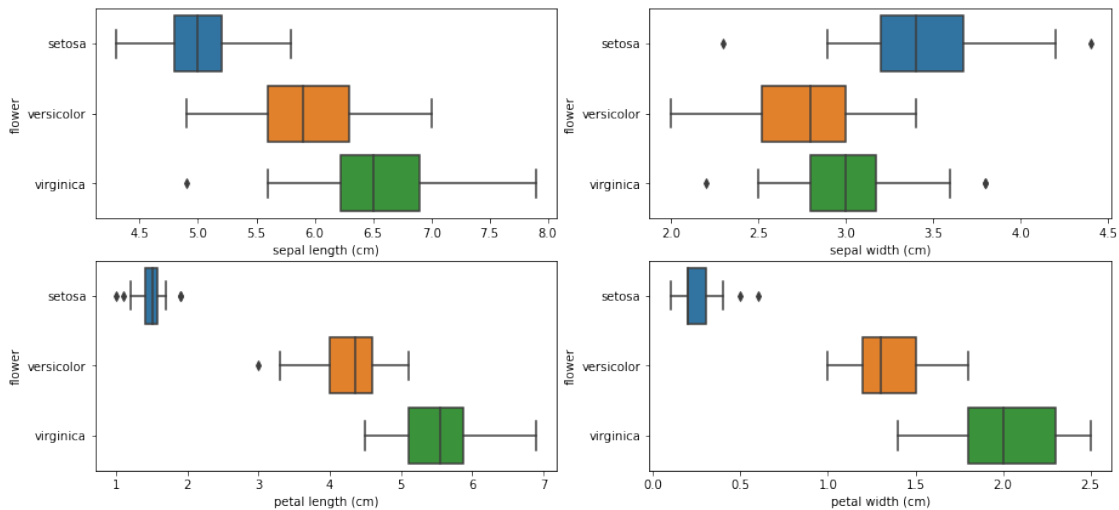 setosa
versicolor
virginica
flower
4.5 5.0 5.5 6.0 6.5 7.0 7.5 8.0
sepal length (cm)
setosa
versicolor
virginica
flower
2.0 2.5 3.0 3.5 4.0 4.5
sepal width (cm)
setosa
versicolor
virginica
flower
1 2 3 4 5 6 7
petal length (cm)
setosa
versicolor
virginica
flower
0.0 0.5 1.0 1.5 2.0 2.5
petal width (cm)